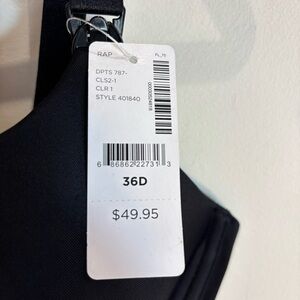 RAP
DPTS 787-
CLS2-1
CLR 1
STYLE 401840
6 86862 22731 3
36D
$49.95